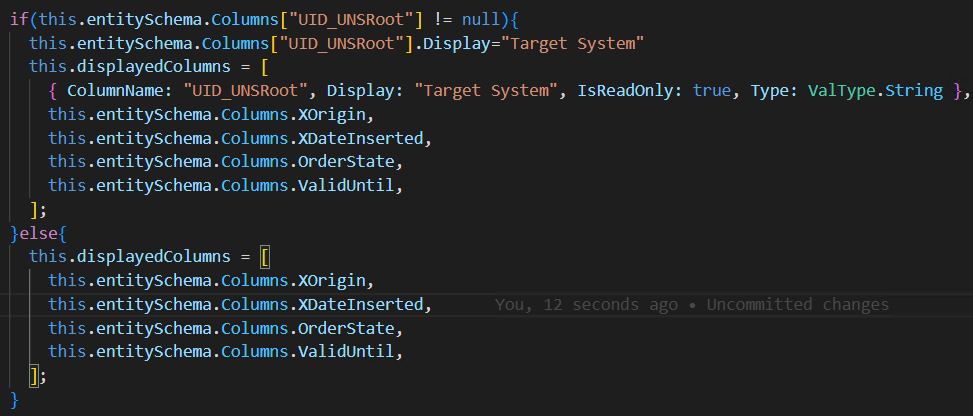 if(this.entitySchema.Columns["UID_UNSRoot"] != null){
  this.entitySchema.Columns["UID_UNSRoot"].Display="Target System"
  this.displayedColumns = [
    { ColumnName: "UID_UNSRoot", Display: "Target System", IsReadOnly: true, Type: ValType.String },
    this.entitySchema.Columns.XOrigin,
    this.entitySchema.Columns.XDateInserted,
    this.entitySchema.Columns.OrderState,
    this.entitySchema.Columns.ValidUntil,
  ];
}else{
  this.displayedColumns = [
    this.entitySchema.Columns.XOrigin,
    this.entitySchema.Columns.XDateInserted, You, 12 seconds ago • Uncommitted changes
    this.entitySchema.Columns.OrderState,
    this.entitySchema.Columns.ValidUntil,
  ];
}